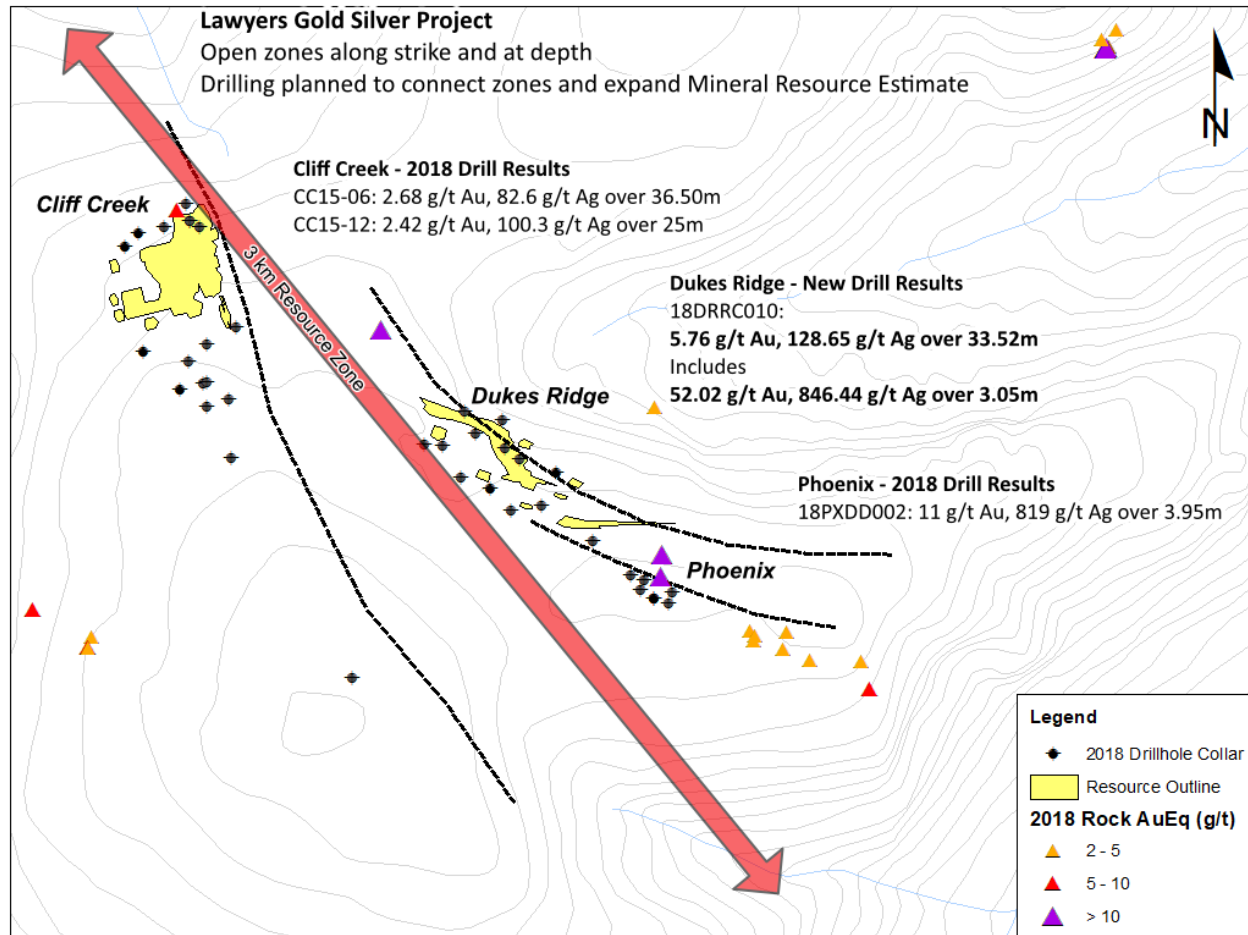 Lawyers Gold Silver Project
Open zones along strike and at depth
Drilling planned to connect zones and expand Mineral Resource Estimate
N
Cliff Creek - 2018 Drill Results
CC15-06: 2.68 g/t Au, 82.6 g/t Ag over 36.50m
CC15-12: 2.42 g/t Au, 100.3 g/t Ag over 25m
Cliff Creek
3 km Resource Zone
Dukes Ridge - New Drill Results
18DRRC010:
5.76 g/t Au, 128.65 g/t Ag over 33.52m
Includes
52.02 g/t Au, 846.44 g/t Ag over 3.05m
Dukes Ridge
Phoenix - 2018 Drill Results
18PXDD002: 11 g/t Au, 819 g/t Ag over 3.95m
Phoenix
Legend
2018 Drillhole Collar
Resource Outline
2018 Rock AuEq (g/t)
2 - 5
5 - 10
> 10